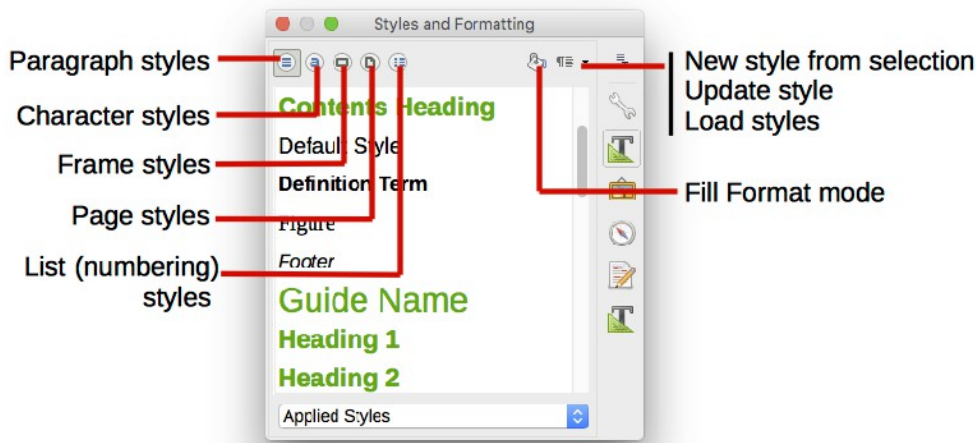 Styles and Formatting
Paragraph styles
Character styles
Frame styles
Page styles
List (numbering)
styles
New style from selection
Update style
Load styles
Fill Format mode
Contents Heading
Default Style
Definition Term
Figure
Footer
Guide Name
Heading 1
Heading 2
Applied Styles